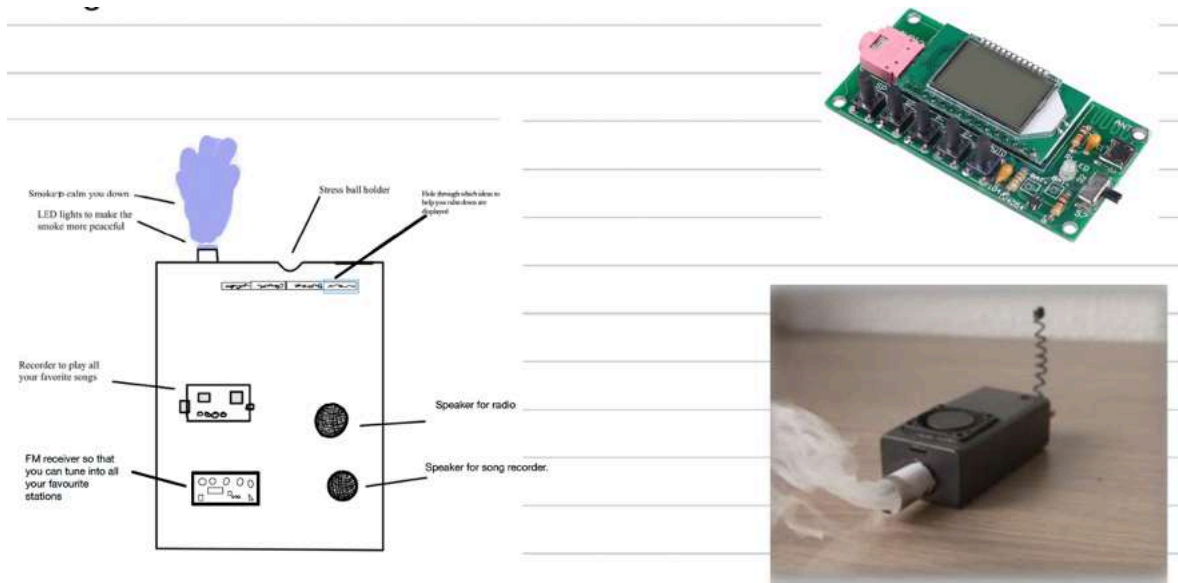 Smoke to calm you down
LED lights to make the
smoke more peaceful
Stress ball holder
Hole through which ideas to
help you calm down are
displayed
Recorder to play all
your favorite songs
Speaker for radio
FM receiver so that
you can tune into all
your favourite
stations
Speaker for song recorder.
ANT